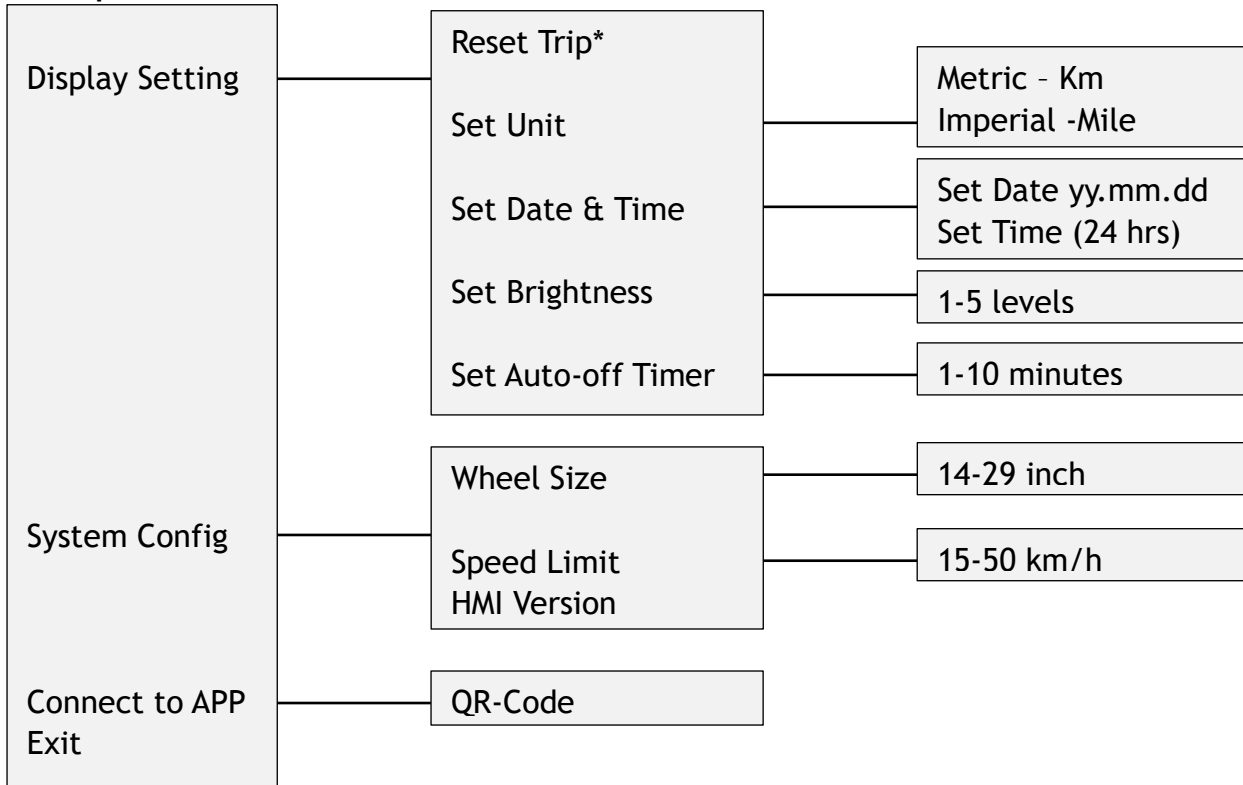 Display Setting
Reset Trip*
Set Unit
Metric – Km
Imperial -Mile
Set Date & Time
Set Date yy.mm.dd
Set Time (24 hrs)
Set Brightness
1-5 levels
Set Auto-off Timer
1-10 minutes
System Config
Wheel Size
14-29 inch
Speed Limit
15-50 km/h
HMI Version
Connect to APP
QR-Code
Exit